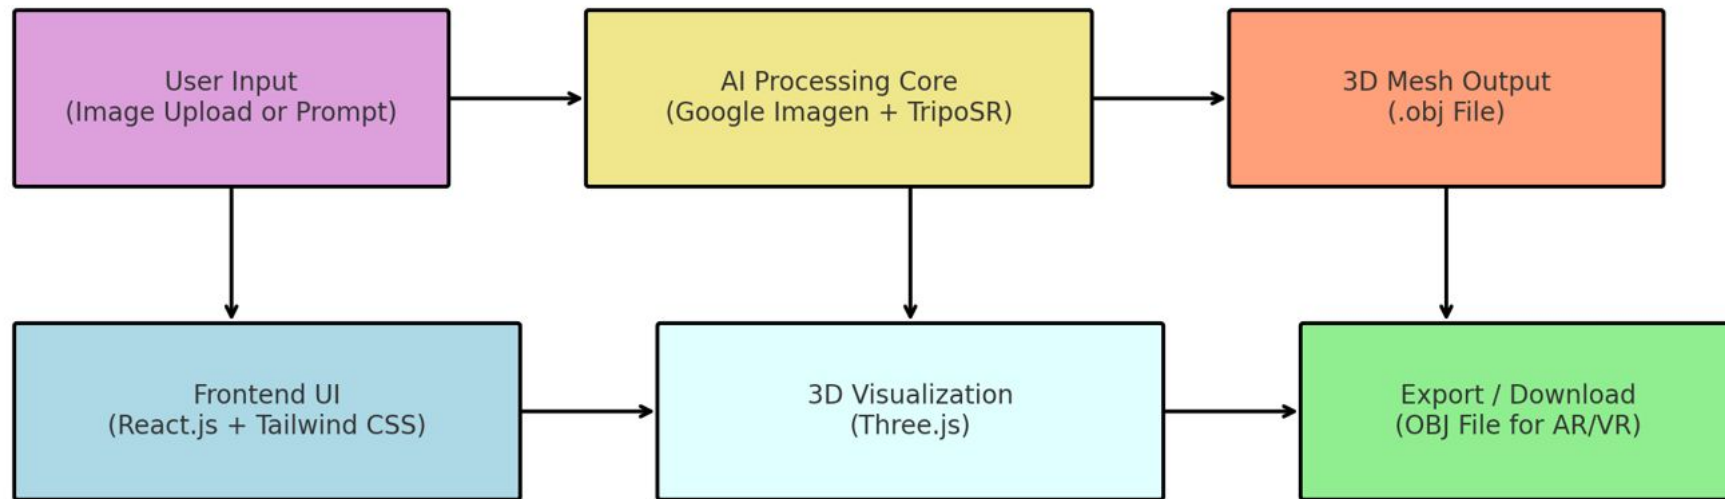 User Input
(Image Upload or Prompt)
AI Processing Core
(Google Imagen + TripoSR)
3D Mesh Output
(.obj File)
Frontend UI
(React.js + Tailwind CSS)
3D Visualization
(Three.js)
Export / Download
(OBJ File for AR/VR)